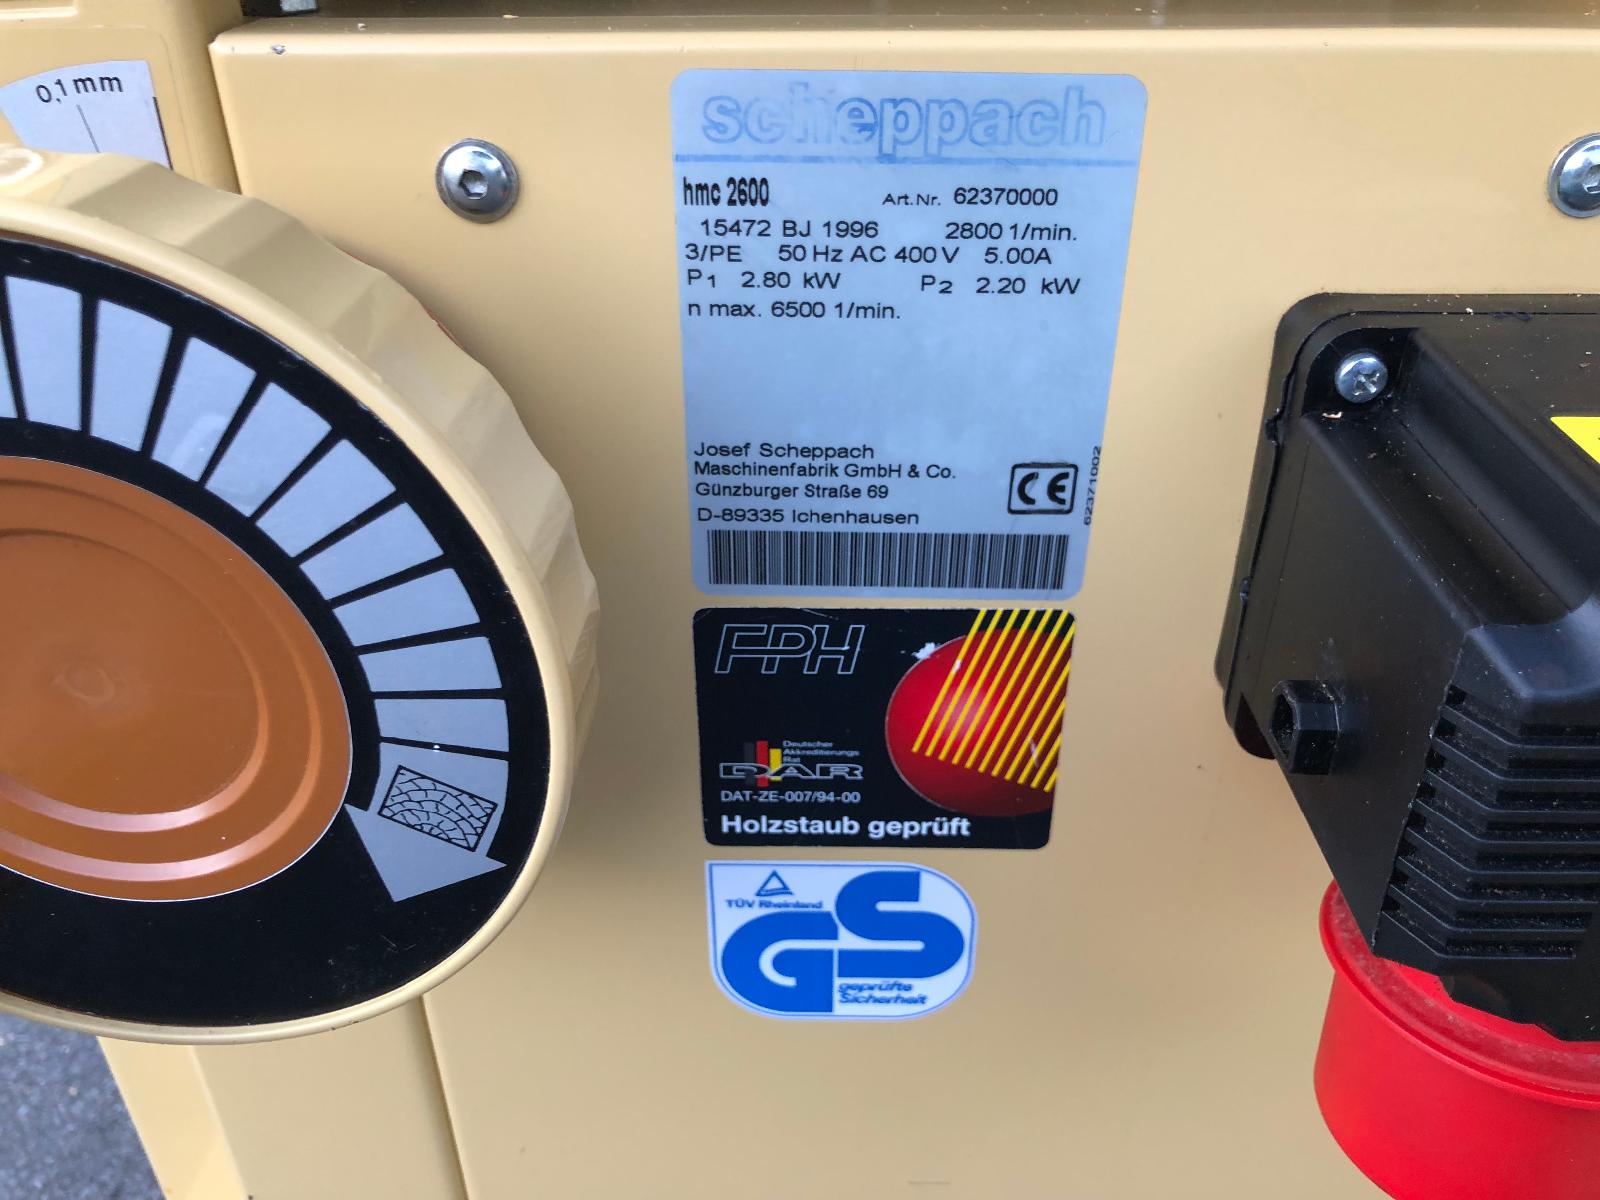 0,1 mm
scheppach
hmc 2600 Art.Nr. 62370000
15472 BJ 1996 2800 1/min.
3/PE 50 Hz AC 400 V 5.00A
P1 2.80 kW P2 2.20 kW
n max. 6500 1/min.
Josef Scheppach
Maschinenfabrik GmbH & Co.
Günzburger Straße 69
D-89335 Ichenhausen
CE
62371002
FPH
Deutscher
Akkreditierungs
Rat
DAR
DAT-ZE-007/94-00
Holzstaub geprüft
TÜV Rheinland
GS
geprüfte
Sicherheit